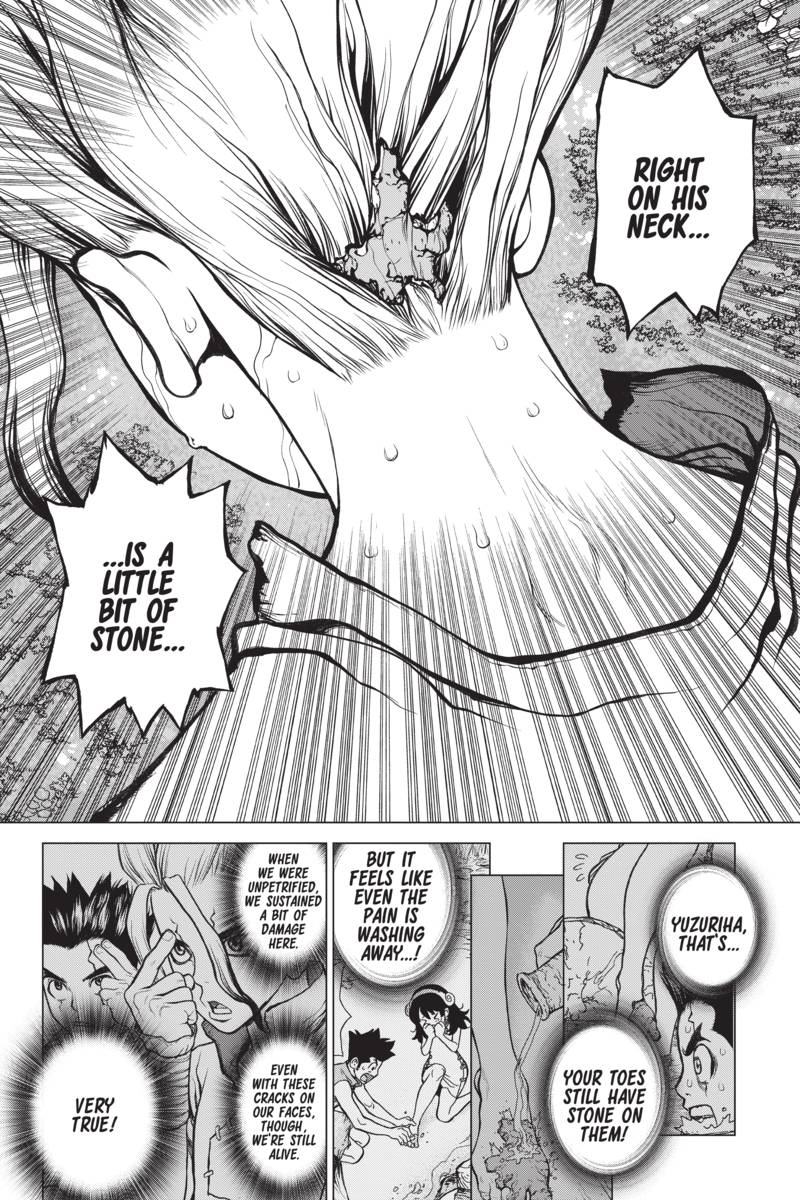 RIGHT
ON HIS
NECK...
...IS A
LITTLE
BIT OF
STONE...
YUZURIHA,
THAT'S...
YOUR TOES
STILL HAVE
STONE ON
THEM!
BUT IT
FEELS LIKE
EVEN THE
PAIN IS
WASHING
AWAY...!
WHEN
WE WERE
UNPETRIFIED,
WE SUSTAINED
A BIT OF
DAMAGE
HERE.
EVEN
WITH THESE
CRACKS ON
OUR FACES,
THOUGH,
WE'RE STILL
ALIVE.
VERY
TRUE!